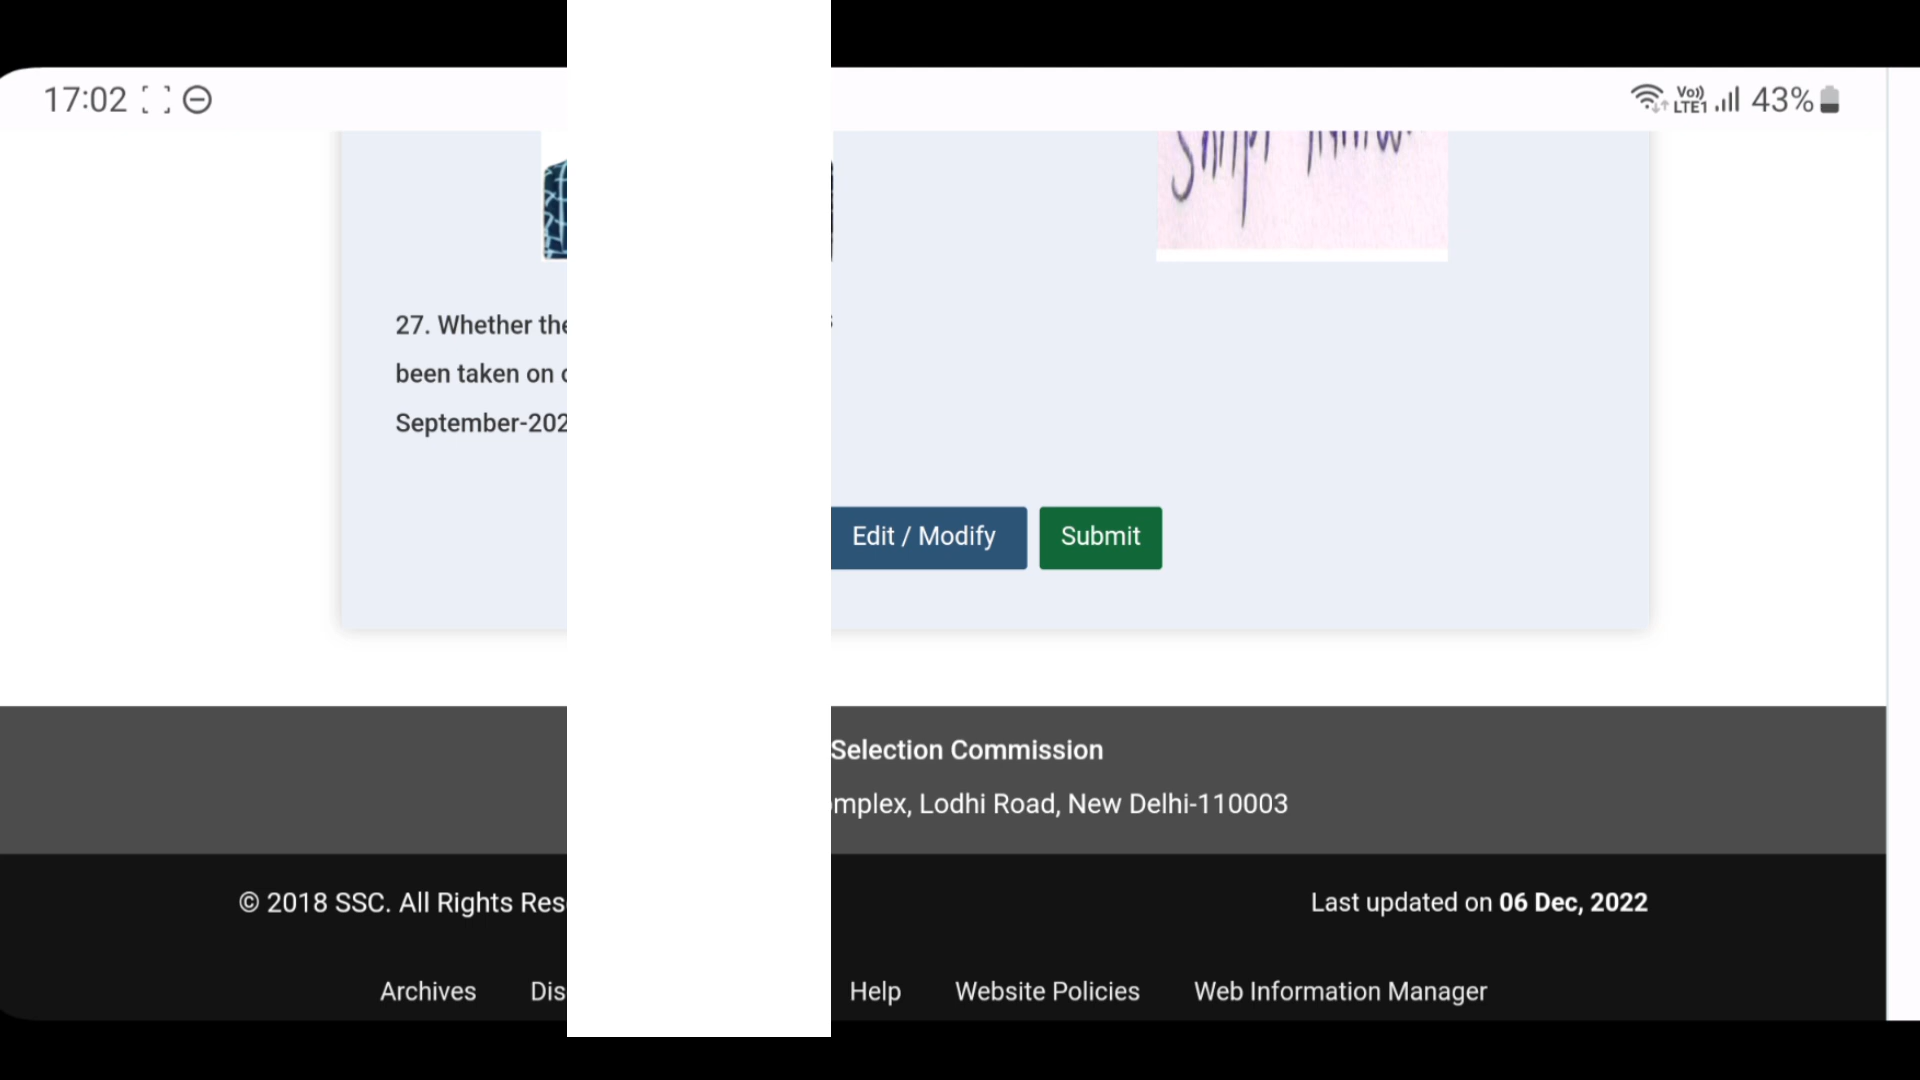 17:02 Vo)) LTE1 43%
27. Whether the
been taken on
September-202
Edit / Modify Submit
Selection Commission
mplex, Lodhi Road, New Delhi-110003
© 2018 SSC. All Rights Res
Last updated on 06 Dec, 2022
Archives Dis Help Website Policies Web Information Manager